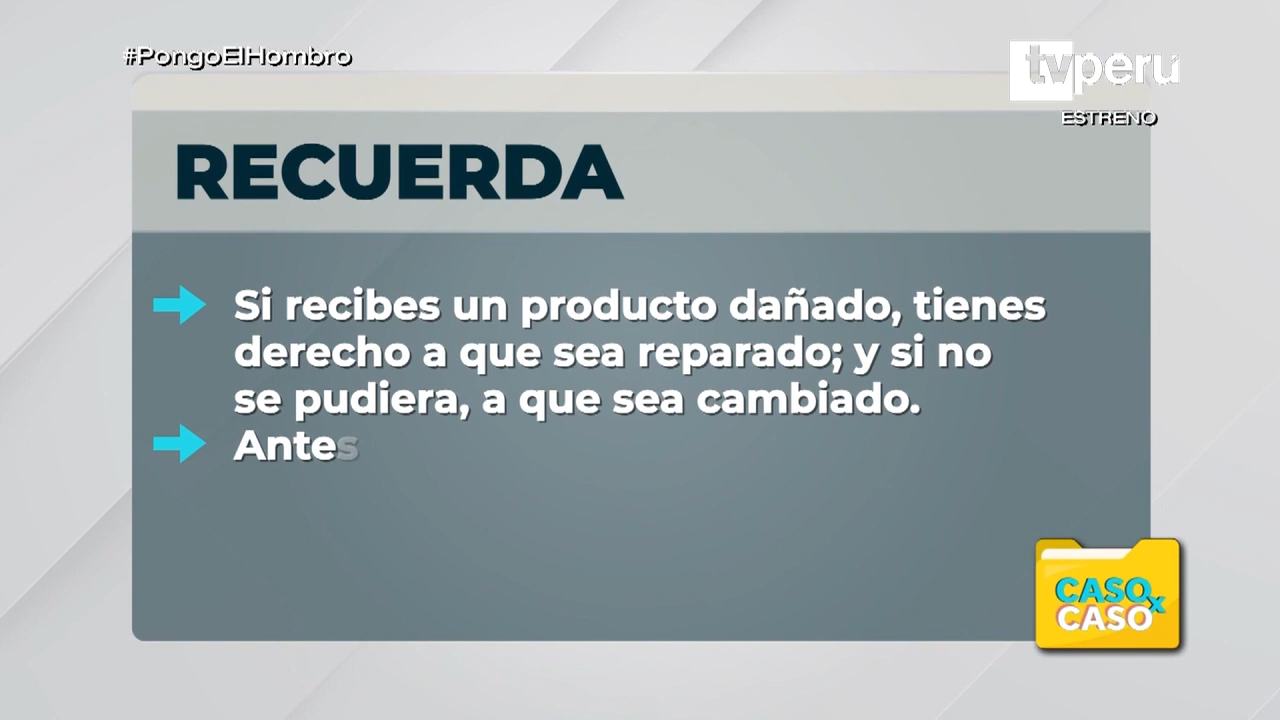 #PongoElHombro
tvperú
ESTRENO
RECUERDA
Si recibes un producto dañado, tienes
derecho a que sea reparado; y si no
se pudiera, a que sea cambiado.
Antes
CASO x
CASO